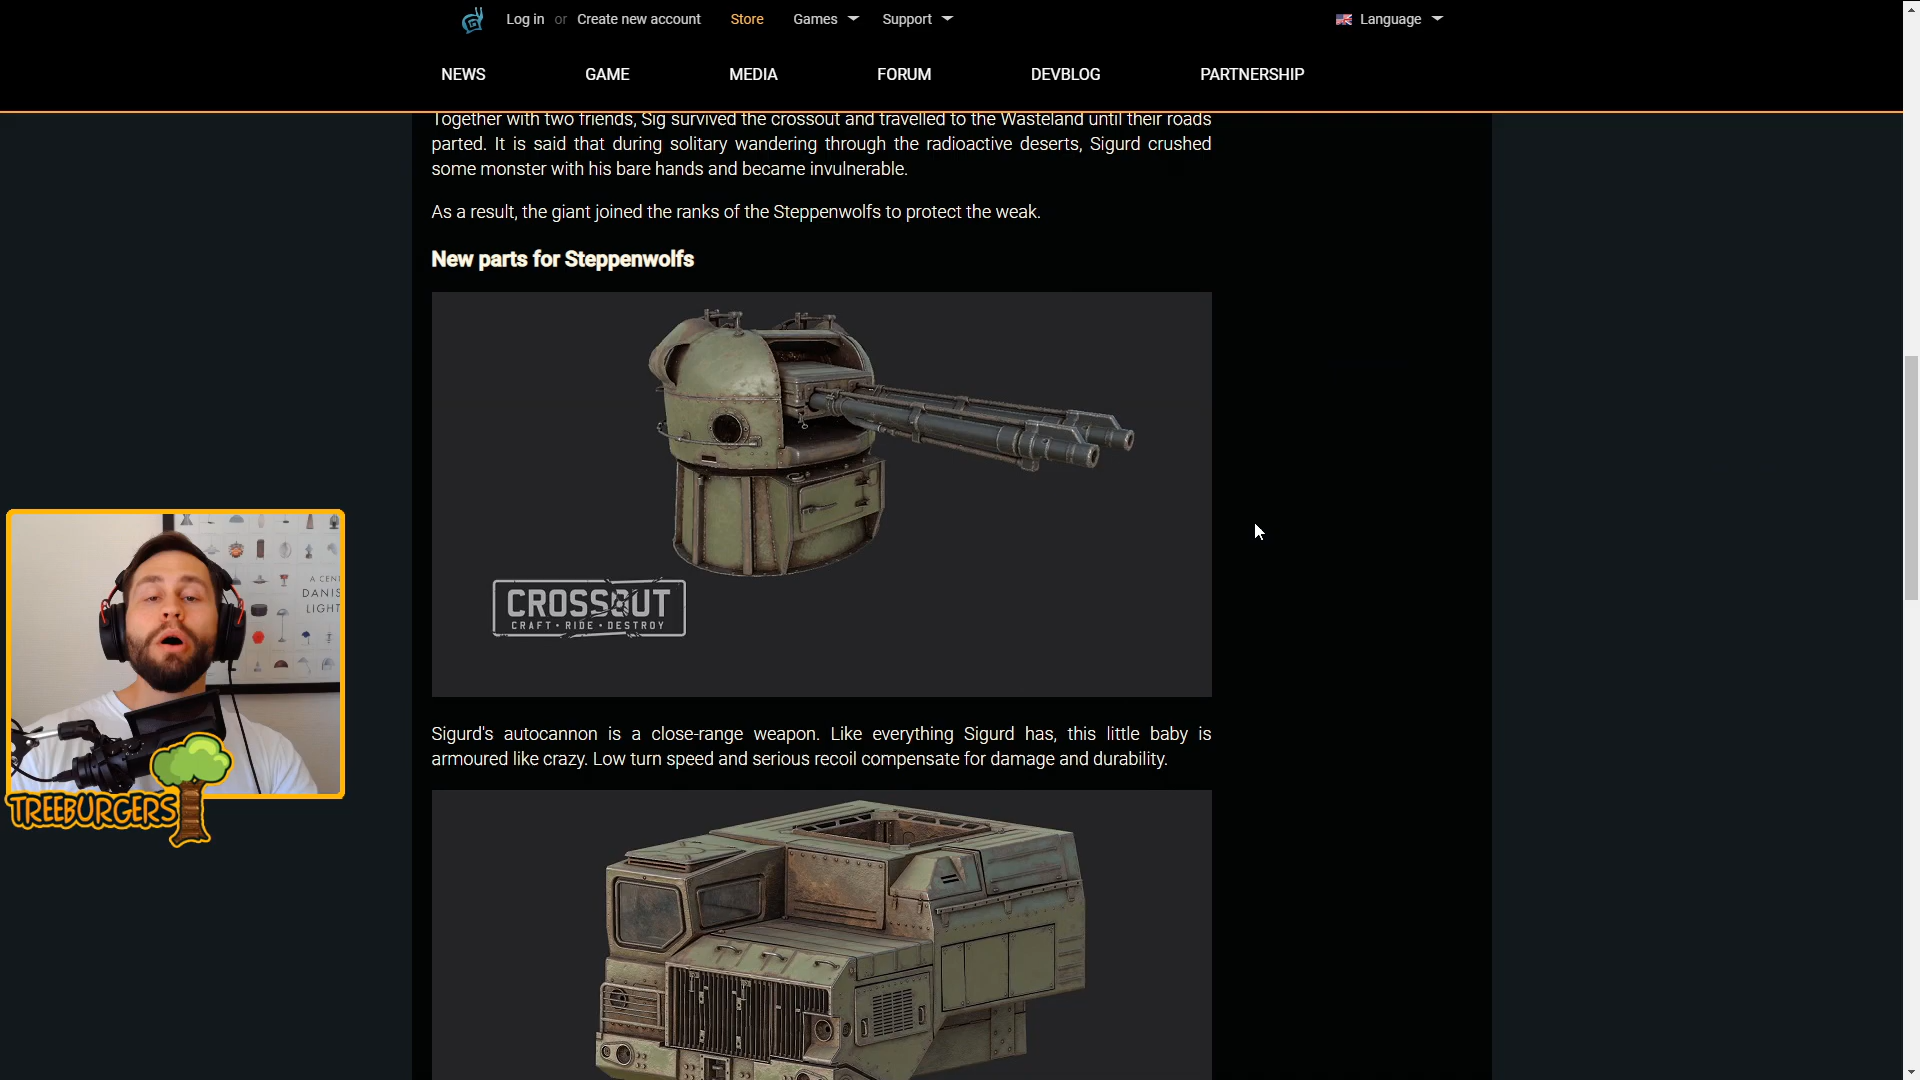 Log in or Create new account Store Games Support Language
NEWS GAME MEDIA FORUM DEVBLOG PARTNERSHIP
Together with two friends, Sig survived the crossout and travelled to the Wasteland until their roads
parted. It is said that during solitary wandering through the radioactive deserts, Sigurd crushed
some monster with his bare hands and became invulnerable.
As a result, the giant joined the ranks of the Steppenwolfs to protect the weak.
New parts for Steppenwolfs
CROSSOUT
CRAFT • RIDE • DESTROY
A CEN
DANIS
LIGHT
TREEBURGERS
Sigurd's autocannon is a close-range weapon. Like everything Sigurd has, this little baby is
armoured like crazy. Low turn speed and serious recoil compensate for damage and durability.